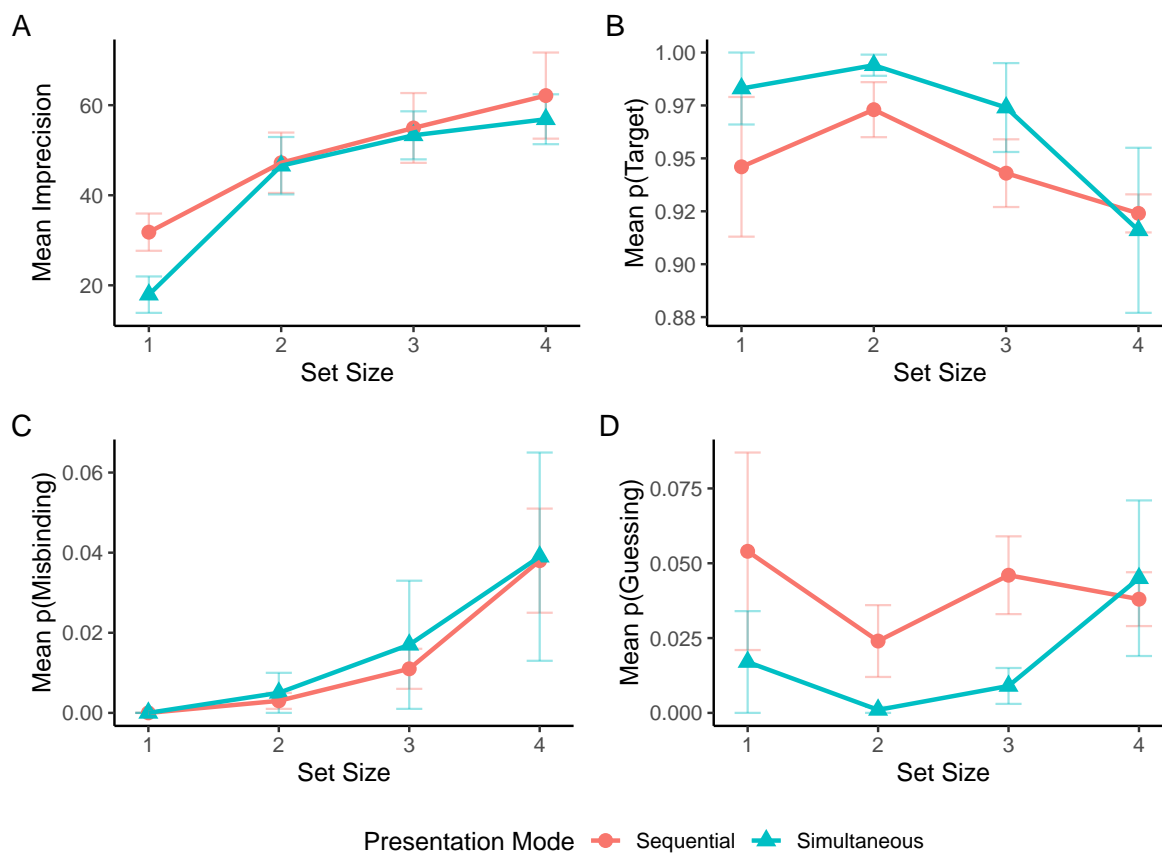 A
Mean Imprecision
60
40
20
1 2 3 4
Set Size
B
Mean p(Target)
1.00
0.97
0.95
0.92
0.90
0.88
1 2 3 4
Set Size
C
Mean p(Misbinding)
0.06
0.04
0.02
0.00
1 2 3 4
Set Size
D
Mean p(Guessing)
0.075
0.050
0.025
0.000
1 2 3 4
Set Size
Presentation Mode Sequential Simultaneous